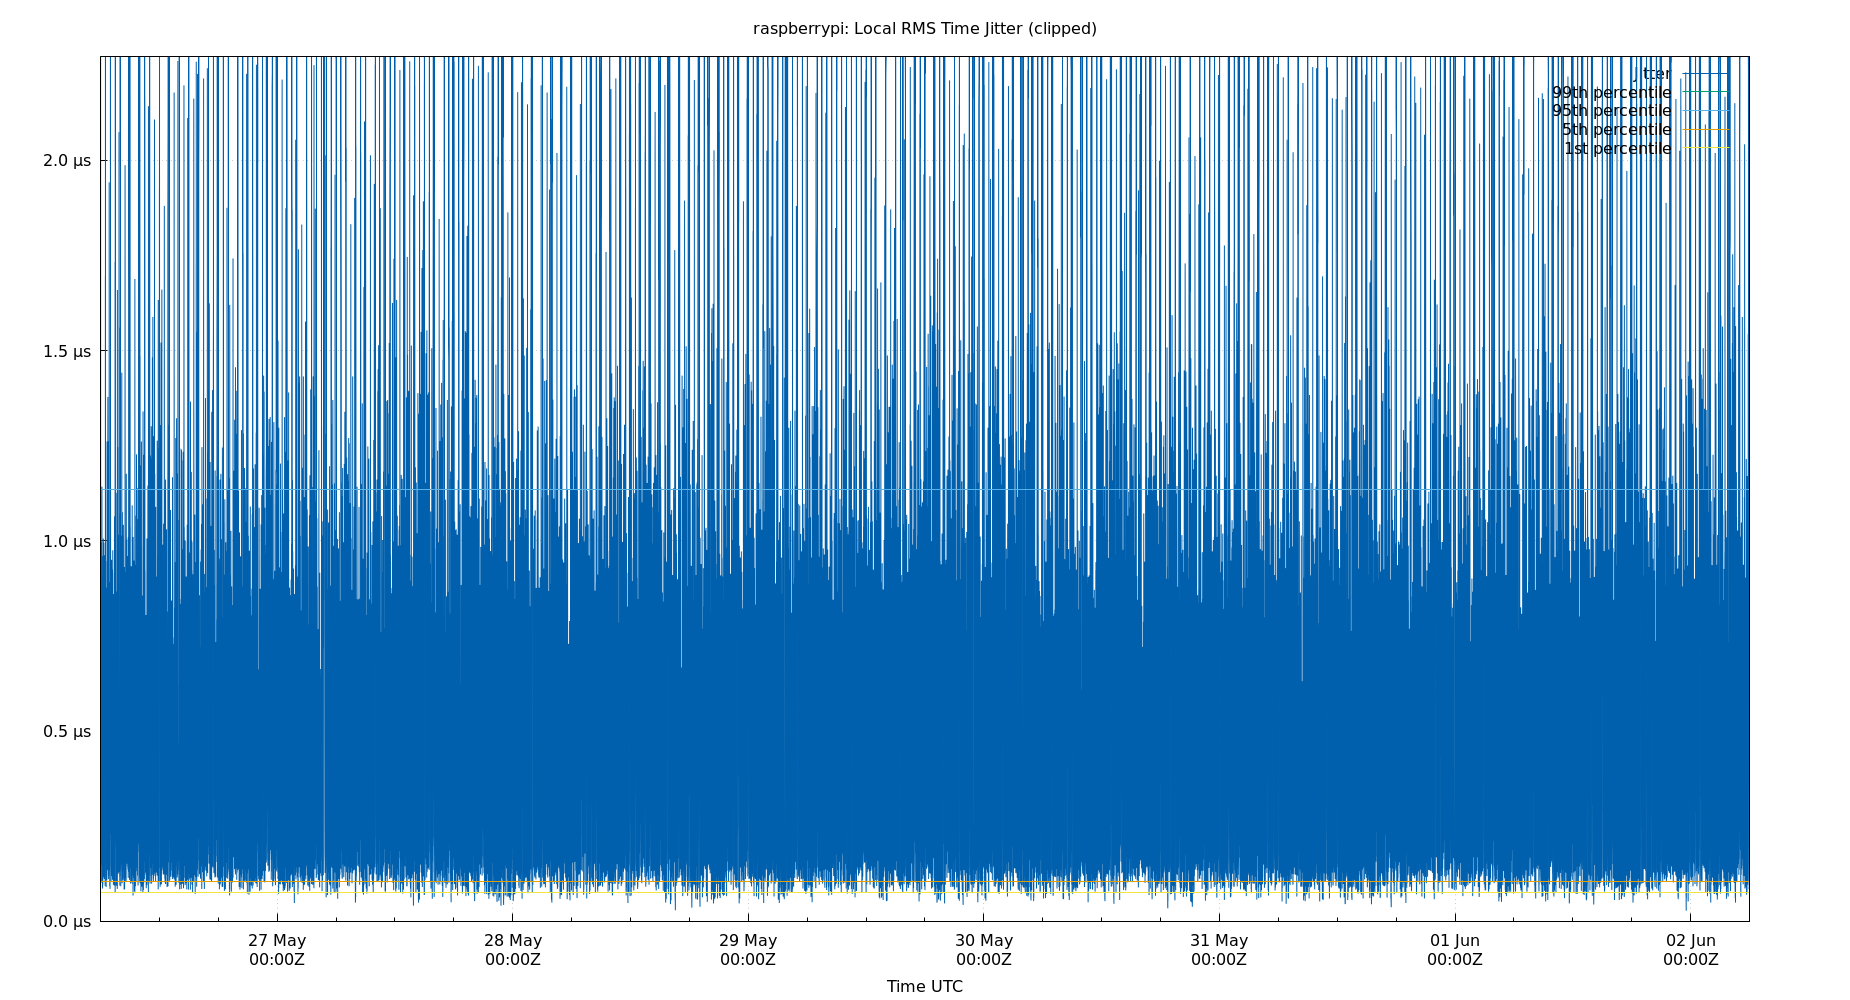 raspberrypi: Local RMS Time Jitter (clipped)
jitter
99th percentile
95th percentile
5th percentile
1st percentile
2.0 µs
1.5 µs
1.0 µs
0.5 µs
0.0 µs
27 May
00:00Z
28 May
00:00Z
29 May
00:00Z
30 May
00:00Z
31 May
00:00Z
01 Jun
00:00Z
02 Jun
00:00Z
Time UTC